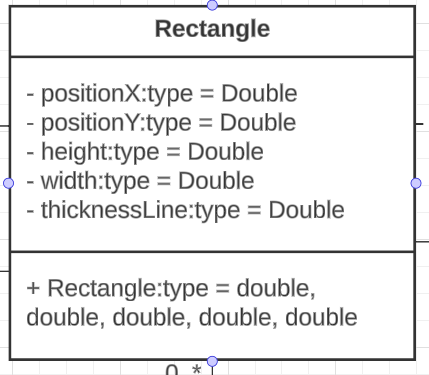 Rectangle
- positionX:type = Double
- positionY:type = Double
- height:type = Double
- width:type = Double
- thicknessLine:type = Double
+ Rectangle:type = double,
double, double, double, double
0..*